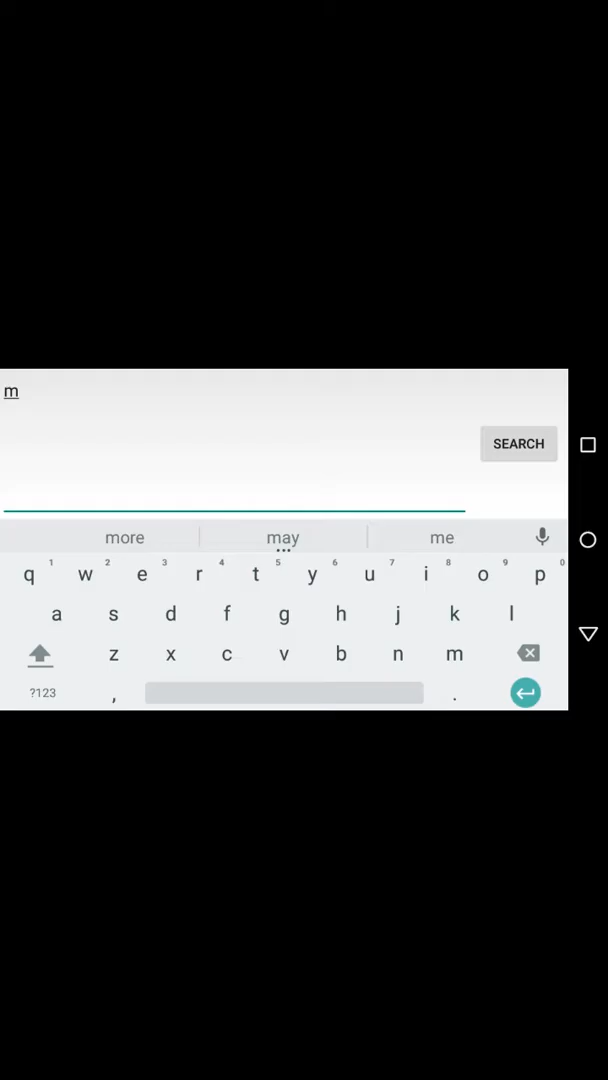 m
SEARCH
more may me
q 1 w 2 e 3 r 4 t 5 y 6 u 7 i 8 o 9 p 0
a s d f g h j k l
z x c v b n m
?123 , .